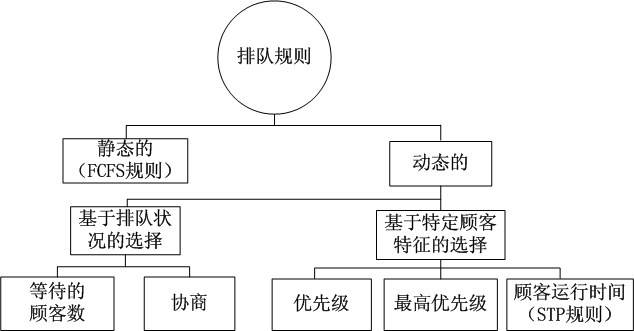 排队规则
静态的
（FCFS规则）
动态的
基于排队状
况的选择
基于特定顾客
特征的选择
等待的
顾客数
协商
优先级
最高优先级
顾客运行时间
（STP规则）